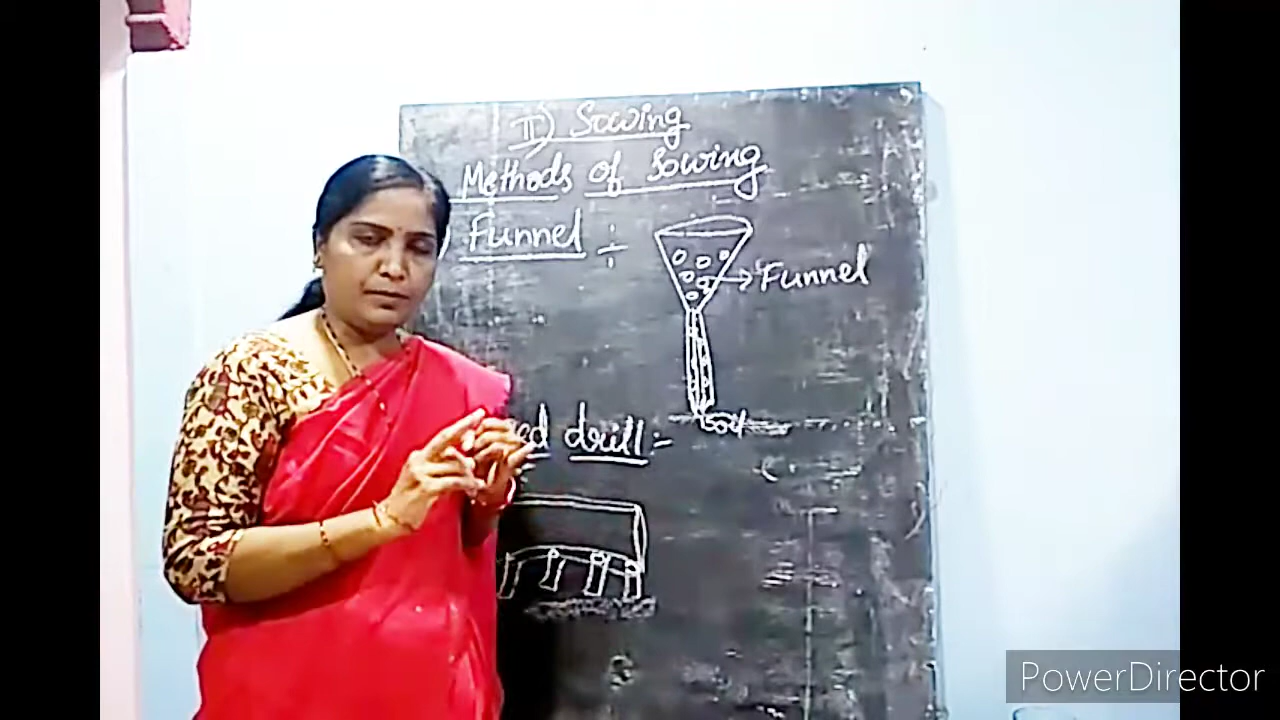 II) Sowing
Methods of Sowing
) Funnel :-
Funnel
Soil
drill :-
PowerDirector